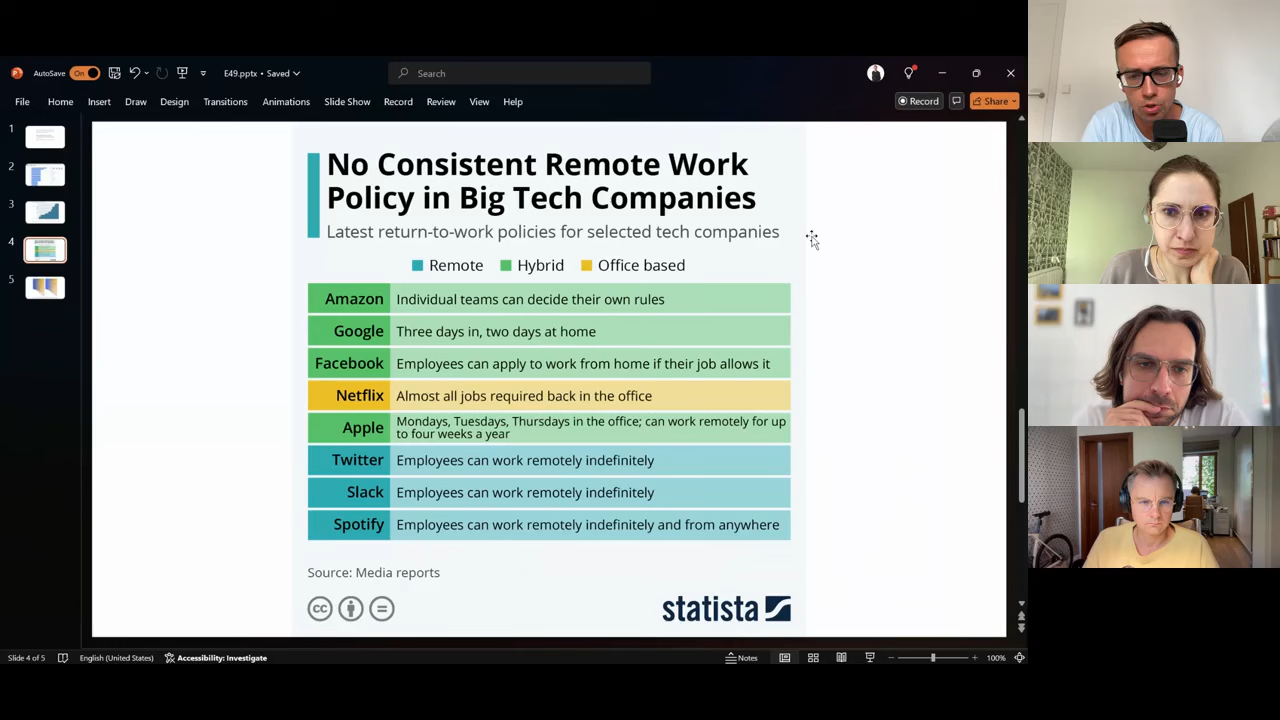 AutoSave On E49.pptx • Saved Search
File Home Insert Draw Design Transitions Animations Slide Show Record Review View Help Record Share
1
2
3
4
5
No Consistent Remote Work
Policy in Big Tech Companies
Latest return-to-work policies for selected tech companies
Remote Hybrid Office based
Amazon Individual teams can decide their own rules
Google Three days in, two days at home
Facebook Employees can apply to work from home if their job allows it
Netflix Almost all jobs required back in the office
Apple Mondays, Tuesdays, Thursdays in the office; can work remotely for up
to four weeks a year
Twitter Employees can work remotely indefinitely
Slack Employees can work remotely indefinitely
Spotify Employees can work remotely indefinitely and from anywhere
Source: Media reports
cc statista
Slide 4 of 5 English (United States) Accessibility: Investigate Notes 100%